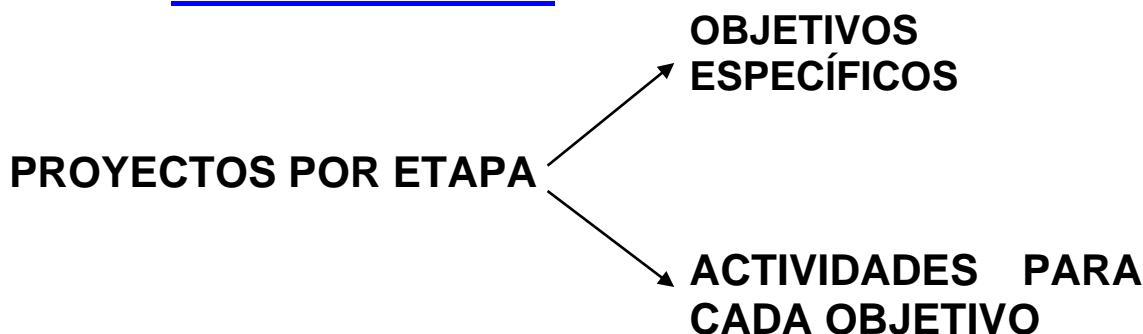 OBJETIVOS
ESPECÍFICOS
PROYECTOS POR ETAPA
ACTIVIDADES PARA
CADA OBJETIVO